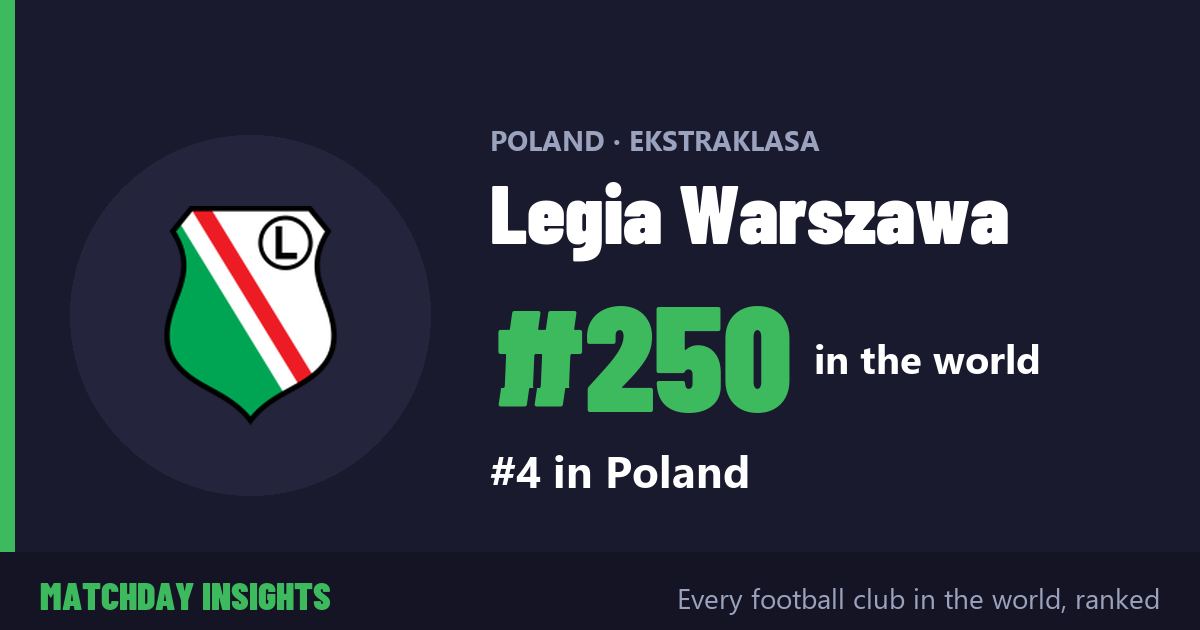 POLAND · EKSTRAKLASA
Legia Warszawa
L
#250 in the world
#4 in Poland
MATCHDAY INSIGHTS
Every football club in the world, ranked